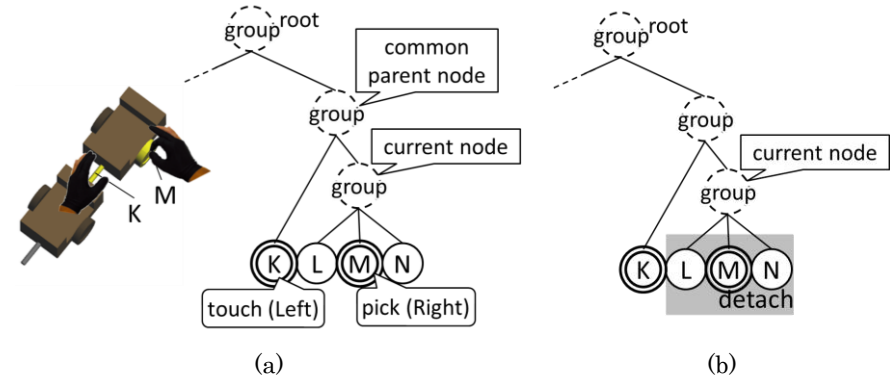 group root
common
parent node
group
current node
group
K
M
K L M N
touch (Left)
pick (Right)
(a)
group root
group
current node
group
K L M N
detach
(b)